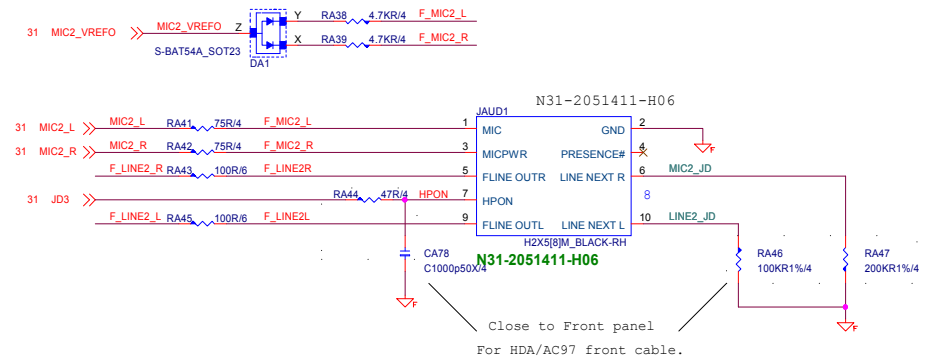 Y RA38 4.7KR/4 F_MIC2_L
31 MIC2_VREFO MIC2_VREFO Z
X RA39 4.7KR/4 F_MIC2_R
S-BAT54A_SOT23
DA1
N31-2051411-H06
JAUD1
31 MIC2_L MIC2_L RA41 75R/4 F_MIC2_L 1 MIC GND 2
F
31 MIC2_R MIC2_R RA42 75R/4 F_MIC2_R 3 MICPWR PRESENCE# 4
F_LINE2_R RA43 100R/6 F_LINE2R 5 FLINE OUTR LINE NEXT R 6 MIC2_JD
31 JD3 RA44 47R/4 HPON 7 HPON 8
F_LINE2_L RA45 100R/6 F_LINE2L 9 FLINE OUTL LINE NEXT L 10 LINE2_JD
H2X5[8]M_BLACK-RH
CA78 N31-2051411-H06 RA46 RA47
C1000p50X/4 100KR1%/4 200KR1%/4
F
F
Close to Front panel
For HDA/AC97 front cable.